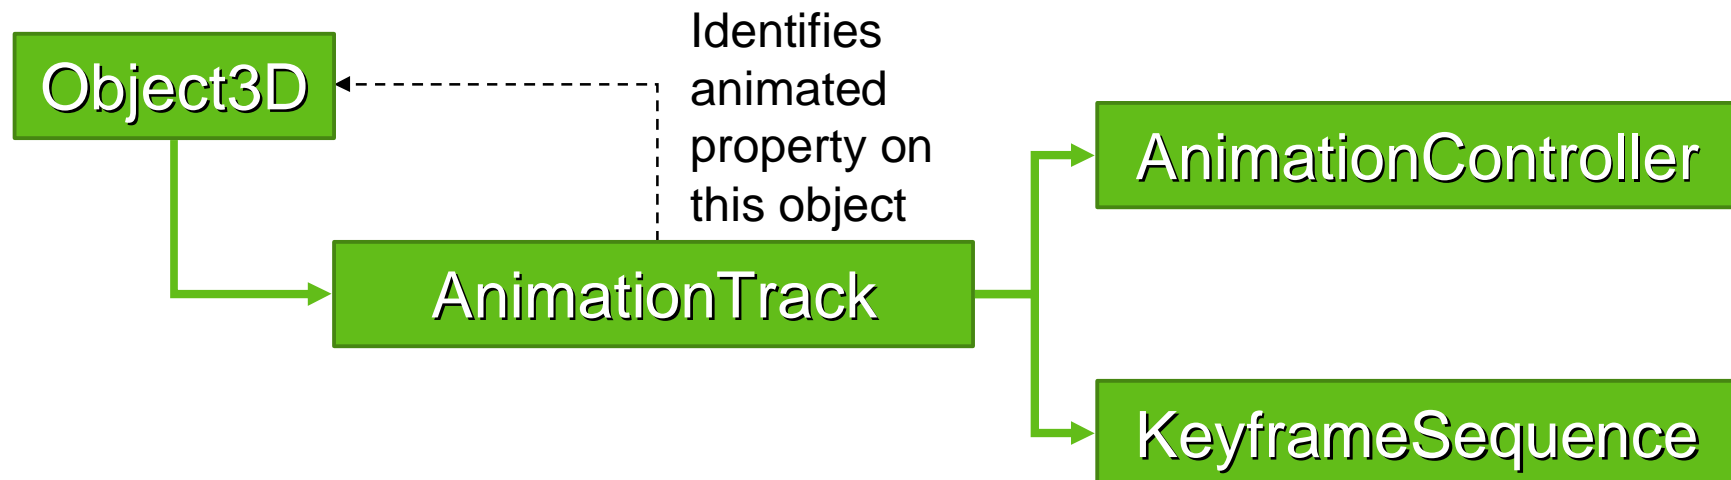 Object3D
Identifies
animated
property on
this object
AnimationController
AnimationTrack
KeyframeSequence